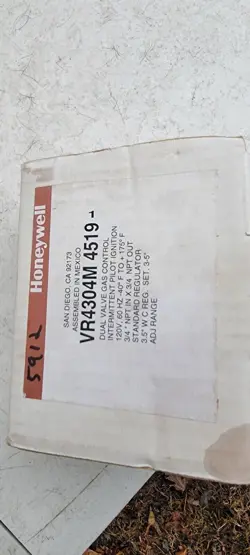 Honeywell
SAN DIEGO, CA 92173
ASSEMBLED IN MEXICO
VR4304M 4519 -
DUAL VALVE GAS CONTROL
INTERMITTENT PILOT IGNITION
120V, 60 HZ -40° F TO + 175° F
3/4 " NPT IN X 3/4 " NPT OUT
STANDARD REGULATOR
3.5" W C REG. SET. 3-5"
ADJ RANGE
5912